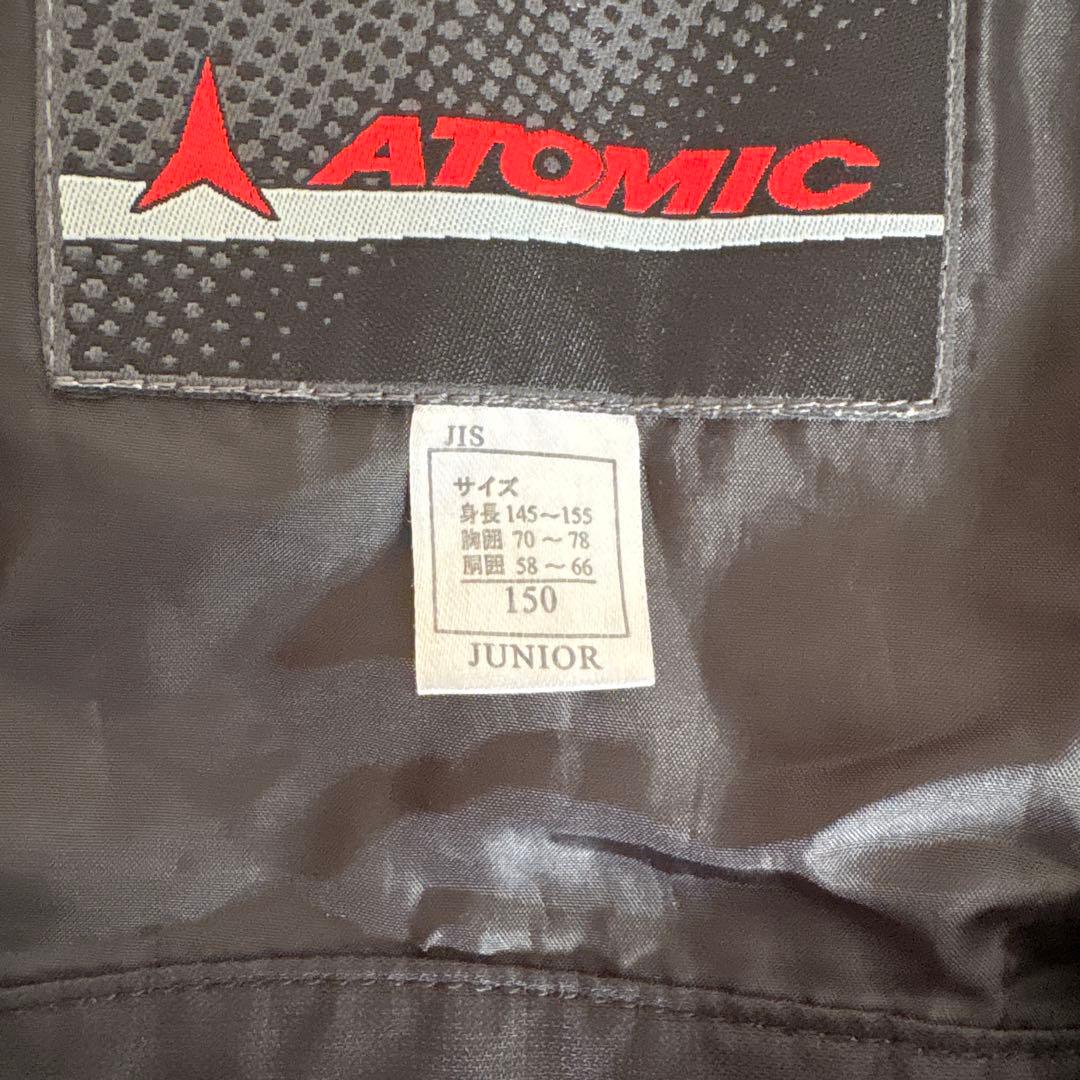 ATOMIC
JIS
サイズ
身長 145～155
胸囲 70～78
胴囲 58～66
150
JUNIOR